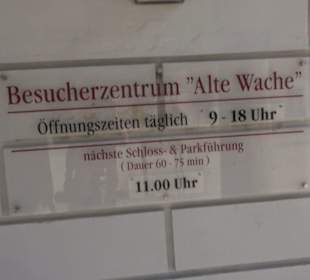 Besucherzentrum "Alte Wache"
Öffnungszeiten täglich 9 - 18 Uhr
nächste Schloss- & Parkführung
( Dauer 60 - 75 min )
11.00 Uhr